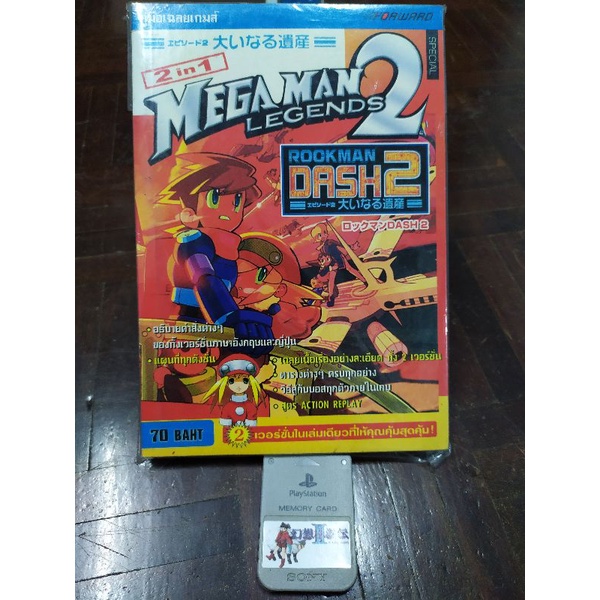 คู่มือเฉลยเกมส์
FORWARD
エピソード2 大いなる遺産
SPECIAL
2 in 1
MEGAMAN
LEGENDS 2
ROCKMAN
DASH 2
エピソード2 大いなる遺産
ロックマンDASH 2
• อธิบายคำสั่งต่างๆ
ของทั้งเวอร์ชั่นภาษาอังกฤษและญี่ปุ่น
• แผนที่ทุกดังเจี้ยน
• เฉลยเนื้อเรื่องอย่างละเอียด ทั้ง 2 เวอร์ชั่น
• ตารางต่างๆ ครบทุกอย่าง
• วิธีสู้กับบอสทุกตัวภายในเกม
• สูตร ACTION REPLAY
70 BAHT
2
เวอร์ชั่นในเล่มเดียวที่ให้คุณคุ้มสุดคุ้ม!
PlayStation
MEMORY CARD
幻想
II
SONY